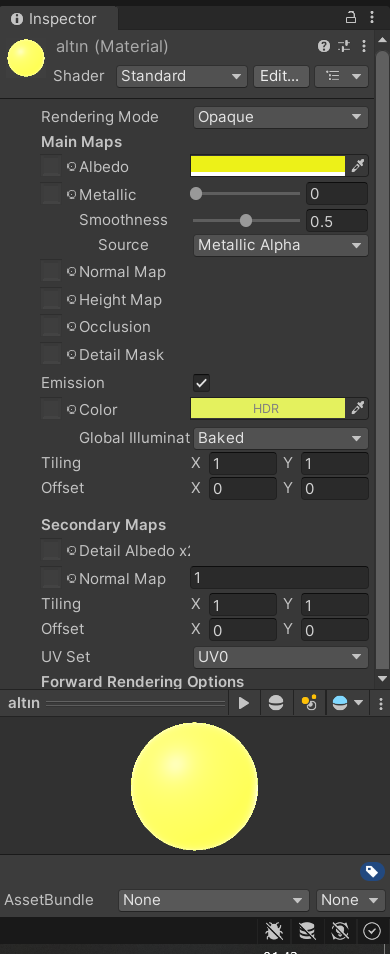 Inspector
altın (Material)
Shader Standard Edit...
Rendering Mode Opaque
Main Maps
Albedo
Metallic 0
Smoothness 0.5
Source Metallic Alpha
Normal Map
Height Map
Occlusion
Detail Mask
Emission
Color HDR
Global Illuminat Baked
Tiling X 1 Y 1
Offset X 0 Y 0
Secondary Maps
Detail Albedo x2
Normal Map 1
Tiling X 1 Y 1
Offset X 0 Y 0
UV Set UV0
Forward Rendering Options
altın
AssetBundle None None